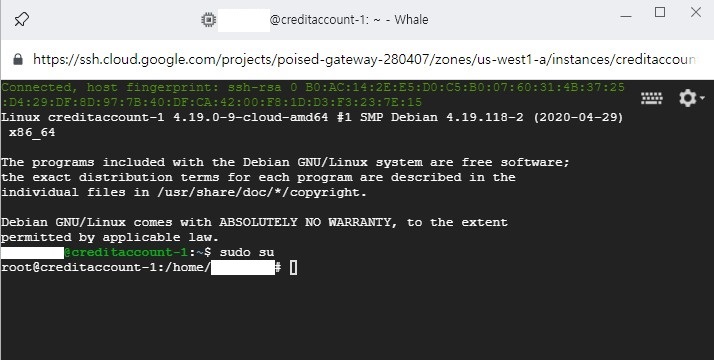 @creditaccount-1: ~ - Whale
https://ssh.cloud.google.com/projects/poised-gateway-280407/zones/us-west1-a/instances/creditaccoun
Connected, host fingerprint: ssh-rsa 0 B0:AC:14:2E:E5:D0:C5:B0:07:60:31:4B:37:25
:D4:29:DF:8D:97:7B:40:DF:CA:42:00:F8:1D:D3:F3:23:7E:15
Linux creditaccount-1 4.19.0-9-cloud-amd64 #1 SMP Debian 4.19.118-2 (2020-04-29)
x86_64
The programs included with the Debian GNU/Linux system are free software;
the exact distribution terms for each program are described in the
individual files in /usr/share/doc/*/copyright.
Debian GNU/Linux comes with ABSOLUTELY NO WARRANTY, to the extent
permitted by applicable law.
@creditaccount-1:~$ sudo su
root@creditaccount-1:/home/ #